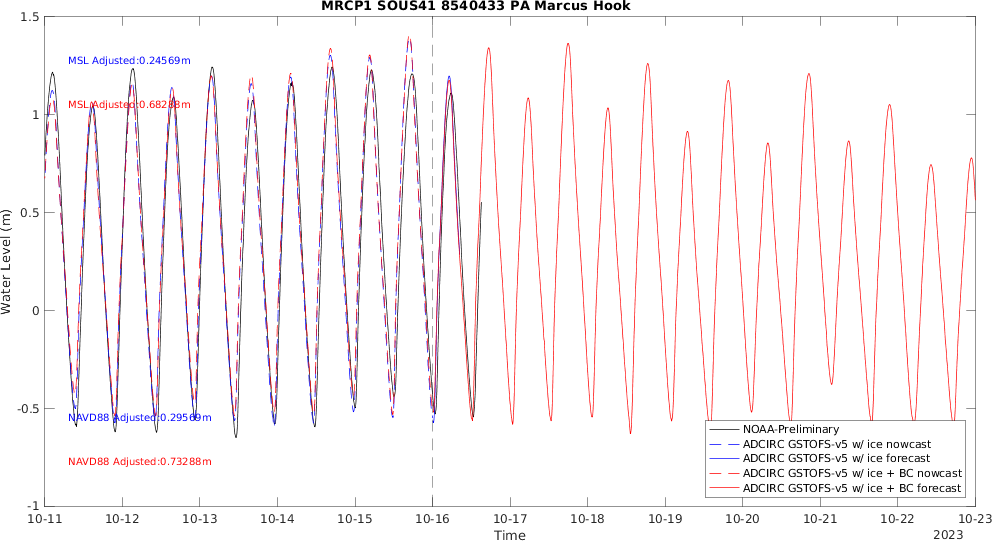 MRCP1 SOUS41 8540433 PA Marcus Hook
1.5
1
0.5
0
-0.5
-1
Water Level (m)
MSL Adjusted:0.24569m
MSL Adjusted:0.68288m
NAVD88 Adjusted:0.29569m
NAVD88 Adjusted:0.73288m
NOAA-Preliminary
ADCIRC GSTOFS-v5 w/ ice nowcast
ADCIRC GSTOFS-v5 w/ ice forecast
ADCIRC GSTOFS-v5 w/ ice + BC nowcast
ADCIRC GSTOFS-v5 w/ ice + BC forecast
10-11 10-12 10-13 10-14 10-15 10-16 10-17 10-18 10-19 10-20 10-21 10-22 10-23
Time
2023